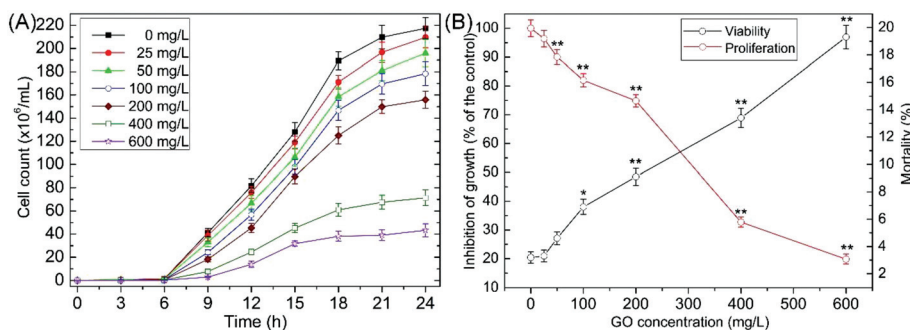 (A)
220
200
180
160
140
120
100
80
60
40
20
0
Cell count (x10⁶/mL)
0 mg/L
25 mg/L
50 mg/L
100 mg/L
200 mg/L
400 mg/L
600 mg/L
0 3 6 9 12 15 18 21 24
Time (h)
(B)
100
90
80
70
60
50
40
30
20
10
Inhibition of growth (% of the control)
Viability
Proliferation
** ** ** ** **
* ** ** **
20
18
16
14
12
10
8
6
4
2
0
Mortality (%)
0 100 200 300 400 500 600
GO concentration (mg/L)